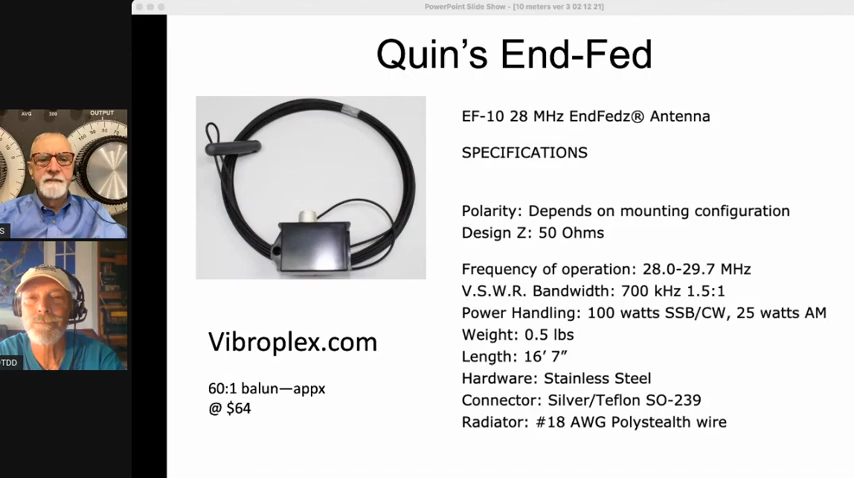 PowerPoint Slide Show - [10 meters ver 3 02 12 21]
Quin's End-Fed
EF-10 28 MHz EndFedz® Antenna
SPECIFICATIONS
Polarity: Depends on mounting configuration
Design Z: 50 Ohms
Frequency of operation: 28.0-29.7 MHz
V.S.W.R. Bandwidth: 700 kHz 1.5:1
Power Handling: 100 watts SSB/CW, 25 watts AM
Weight: 0.5 lbs
Length: 16' 7"
Hardware: Stainless Steel
Connector: Silver/Teflon SO-239
Radiator: #18 AWG Polystealth wire
Vibroplex.com
60:1 balun—appx
@ $64
AVG
300
OUTPUT
S
TDD